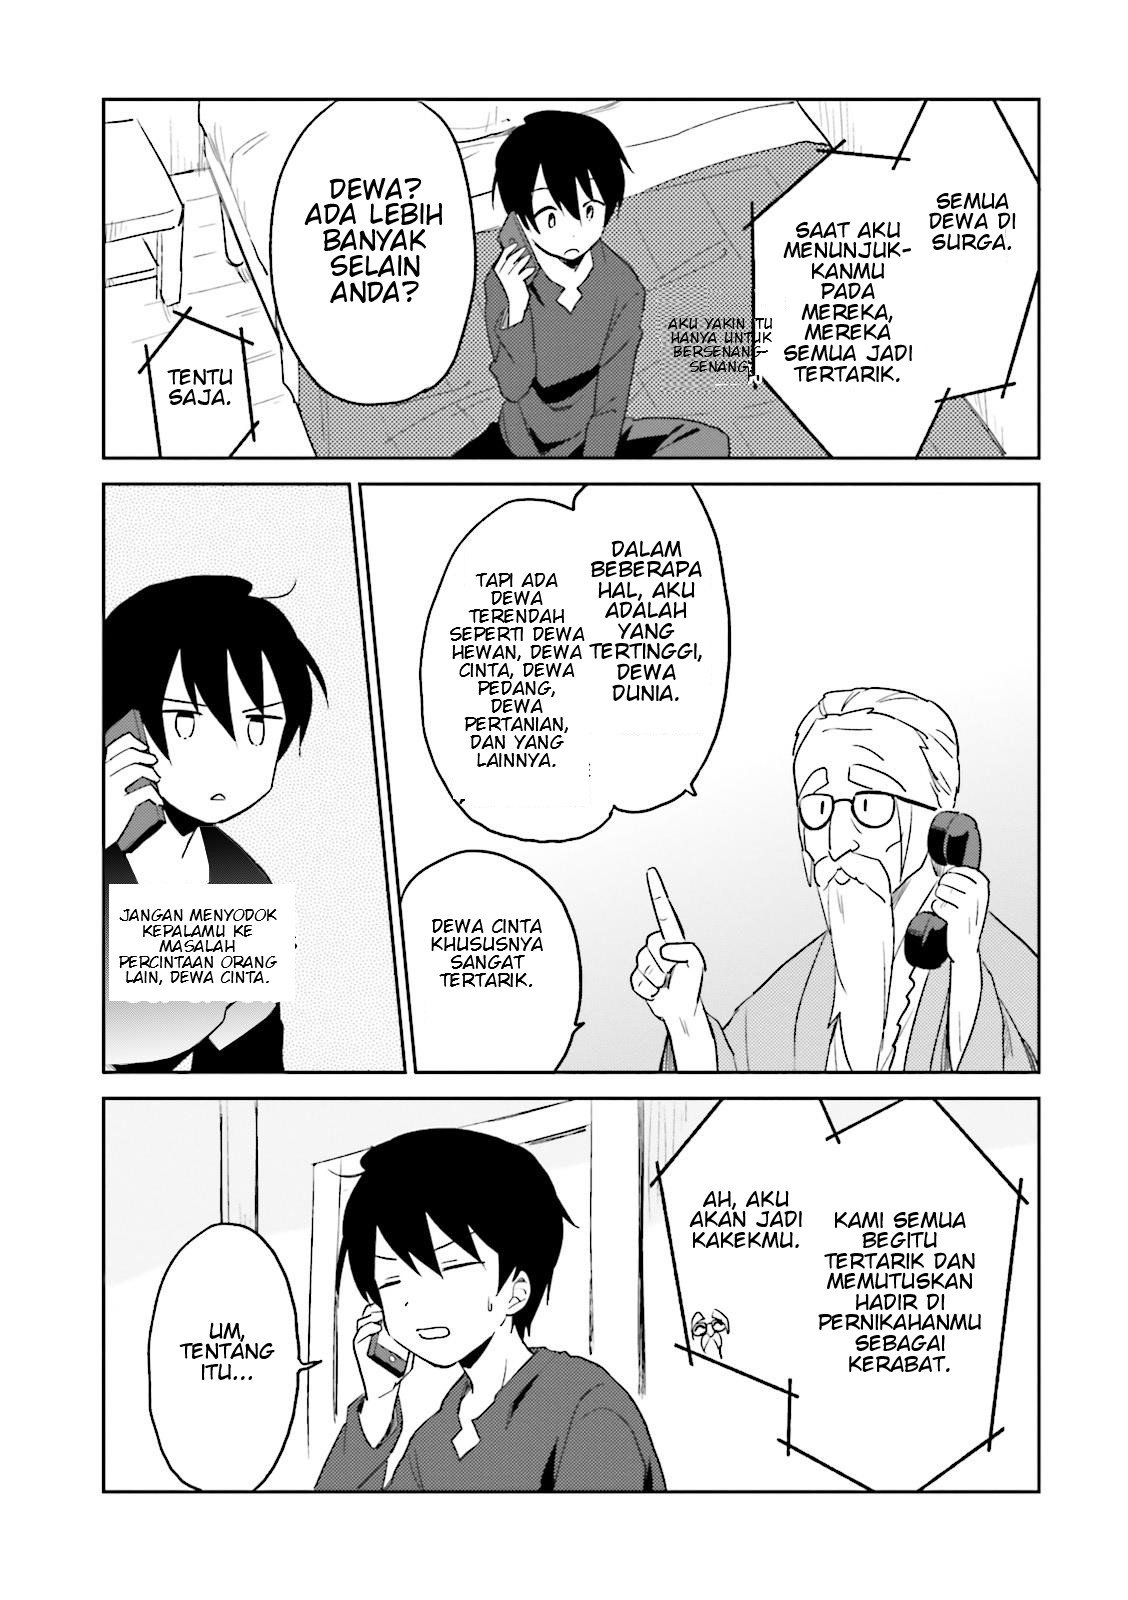 SEMUA
DEWA DI
SURGA.
SAAT AKU
MENUNJUK-
KANMU
PADA
MEREKA,
MEREKA
SEMUA JADI
TERTARIK.
AKU YAKIN ITU
HANYA UNTUK
BERSENANG-
SENANG.
DEWA?
ADA LEBIH
BANYAK
SELAIN
ANDA?
TENTU
SAJA.
DALAM
BEBERAPA
HAL, AKU
ADALAH
YANG
TERTINGGI,
DEWA
DUNIA.
TAPI ADA
DEWA
TERENDAH
SEPERTI DEWA
HEWAN, DEWA
CINTA, DEWA
PEDANG,
DEWA
PERTANIAN,
DAN YANG
LAINNYA.
DEWA CINTA
KHUSUSNYA
SANGAT
TERTARIK.
JANGAN MENYODOK
KEPALAMU KE
MASALAH
PERCINTAAN ORANG
LAIN, DEWA CINTA.
KAMI SEMUA
BEGITU
TERTARIK DAN
MEMUTUSKAN
HADIR DI
PERNIKAHANMU
SEBAGAI
KERABAT.
AH, AKU
AKAN JADI
KAKEKMU.
UM,
TENTANG
ITU...